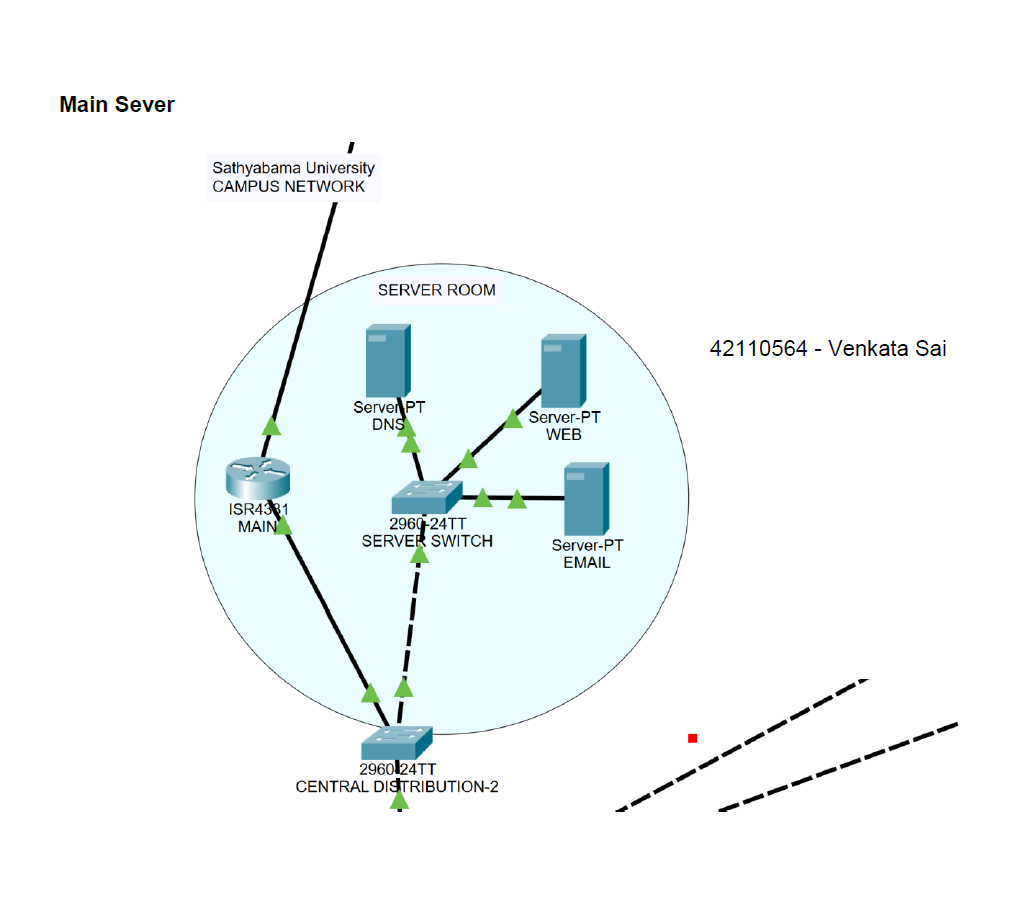 Main Sever
Sathyabama University
CAMPUS NETWORK
SERVER ROOM
42110564 - Venkata Sai
Server-PT
DNS
Server-PT
WEB
ISR4331
MAIN
2960-24TT
SERVER SWITCH
Server-PT
EMAIL
2960-24TT
CENTRAL DISTRIBUTION-2